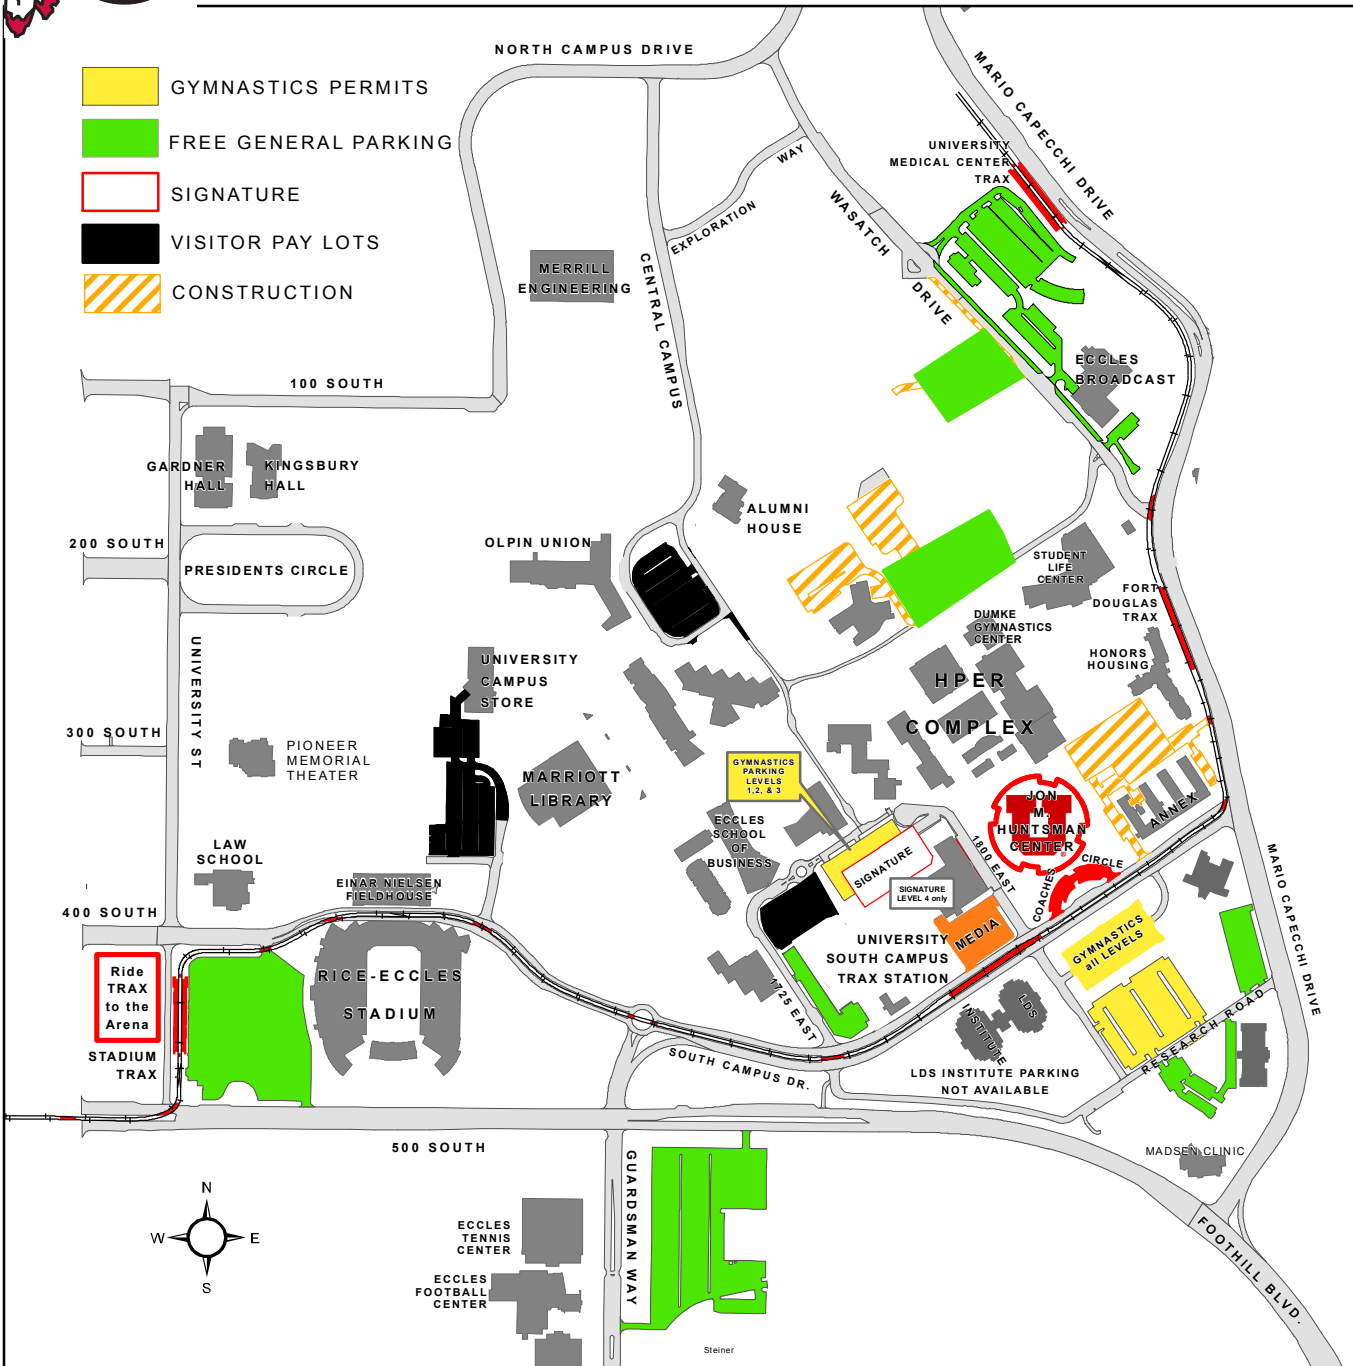 NORTH CAMPUS DRIVE
GYMNASTICS PERMITS
FREE GENERAL PARKING
SIGNATURE
VISITOR PAY LOTS
CONSTRUCTION
MARIO CAPECCHI DRIVE
UNIVERSITY
MEDICAL CENTER
TRAX
WAY
EXPLORATION
WASATCH
DRIVE
MERRILL
ENGINEERING
CENTRAL CAMPUS
ECCLES
BROADCAST
100 SOUTH
GARDNER
HALL
KINGSBURY
HALL
ALUMNI
HOUSE
200 SOUTH
OLPIN UNION
PRESIDENTS CIRCLE
STUDENT
LIFE
CENTER
FORT
DOUGLAS
TRAX
DUMKE
GYMNASTICS
CENTER
HONORS
HOUSING
UNIVERSITY ST
UNIVERSITY
CAMPUS
STORE
HPER
COMPLEX
300 SOUTH
PIONEER
MEMORIAL
THEATER
MARRIOTT
LIBRARY
GYMNASTICS
PARKING
LEVELS
1,2, & 3
JON
M.
HUNTSMAN
CENTER
®
ANNEX
ECCLES
SCHOOL
OF
BUSINESS
LAW
SCHOOL
SIGNATURE
1800 EAST
CIRCLE
COACHES
MARIO CAPECCHI DRIVE
EINAR NIELSEN
FIELDHOUSE
SIGNATURE
LEVEL 4 only
400 SOUTH
MEDIA
GYMNASTICS
all LEVELS
UNIVERSITY
SOUTH CAMPUS
TRAX STATION
Ride
TRAX
to the
Arena
RICE-ECCLES
STADIUM
1725 EAST
LDS
INSTITUTE
RESEARCH ROAD
STADIUM
TRAX
SOUTH CAMPUS DR.
LDS INSTITUTE PARKING
NOT AVAILABLE
500 SOUTH
MADSEN CLINIC
GUARDSMAN WAY
N
W
E
S
ECCLES
TENNIS
CENTER
FOOTHILL BLVD.
ECCLES
FOOTBALL
CENTER
Steiner